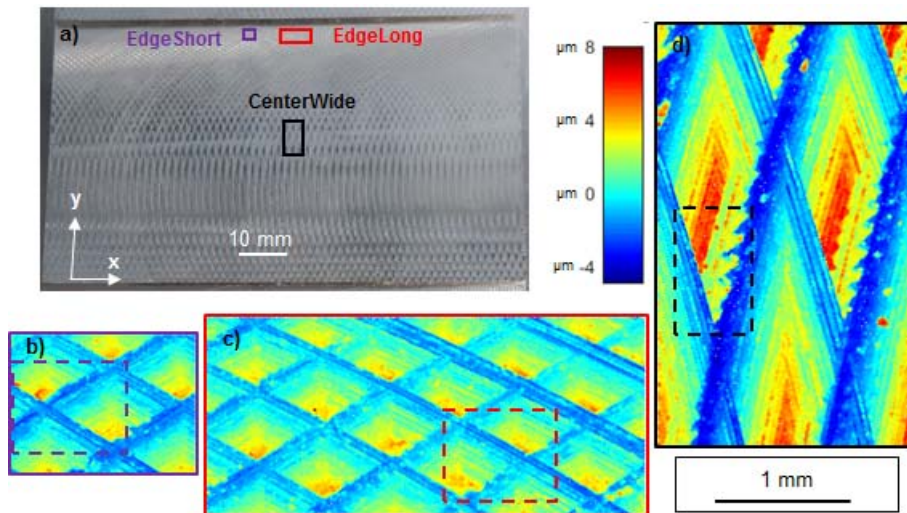 a)
EdgeShort
EdgeLong
CenterWide
y
x
10 mm
µm 8
µm 4
µm 0
µm -4
b)
c)
d)
1 mm